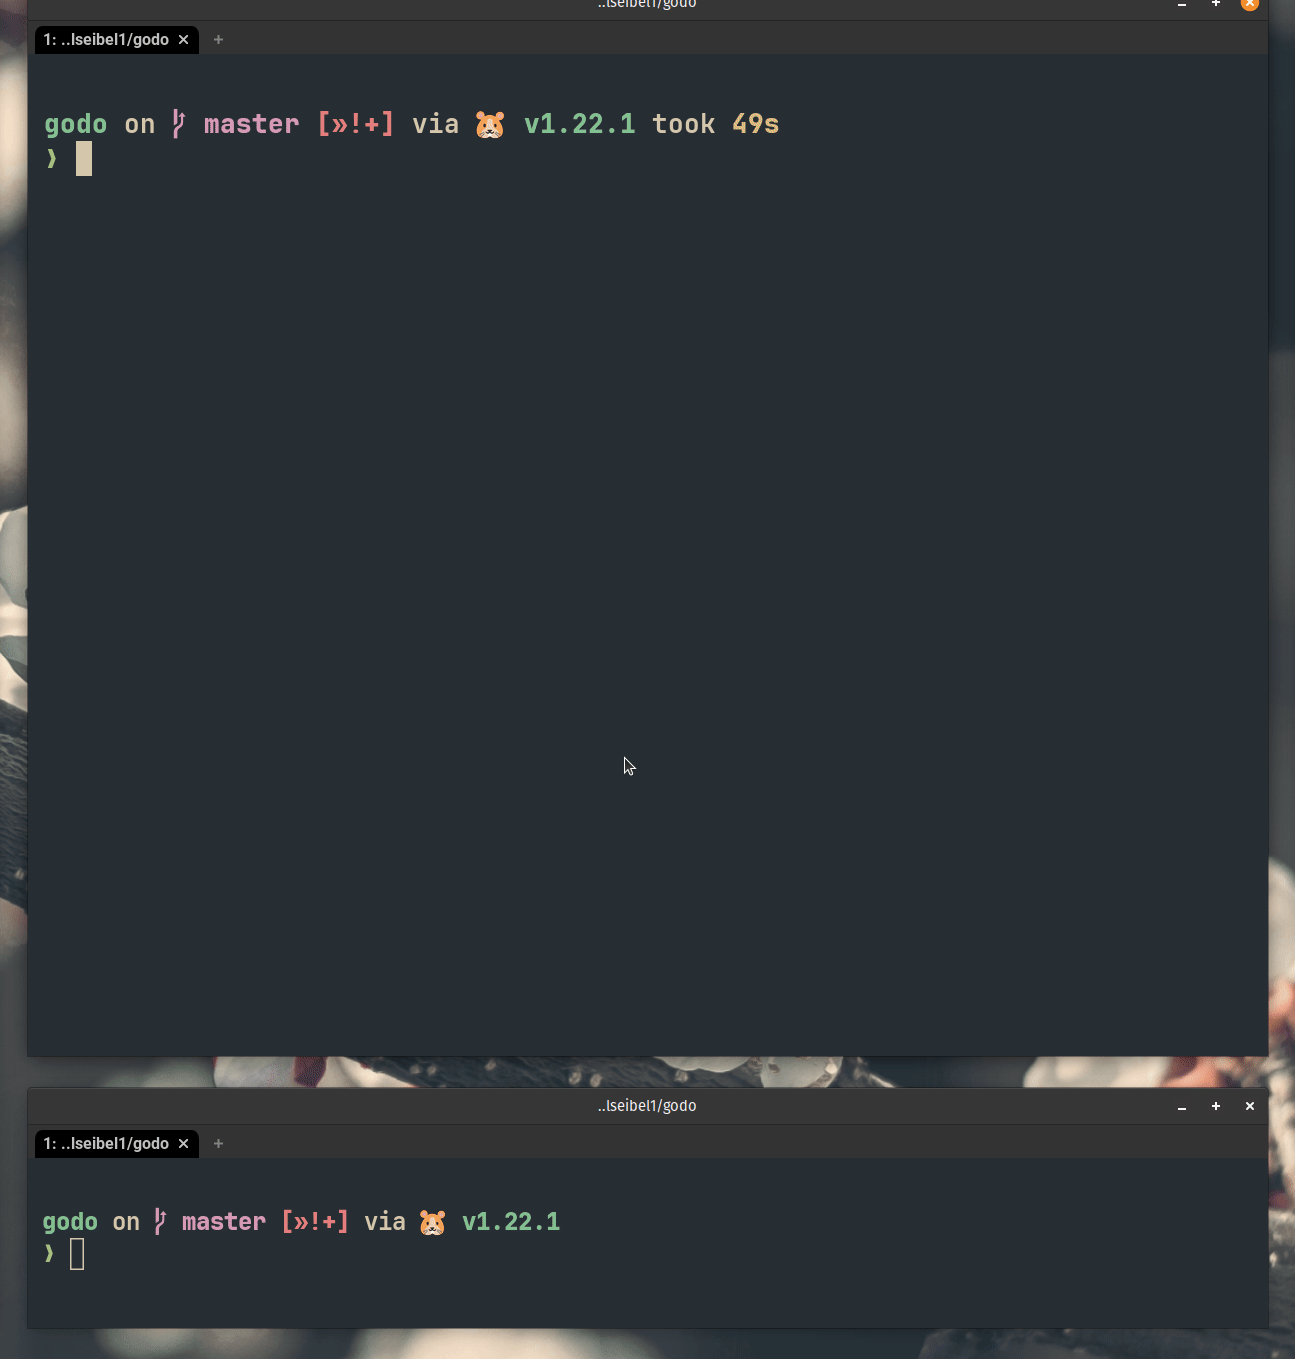 ..lseibel1/godo
1: ..lseibel1/godo × +
godo on master [»!+] via 🐹 v1.22.1 took 49s
❯
..lseibel1/godo
1: ..lseibel1/godo × +
godo on master [»!+] via 🐹 v1.22.1
❯